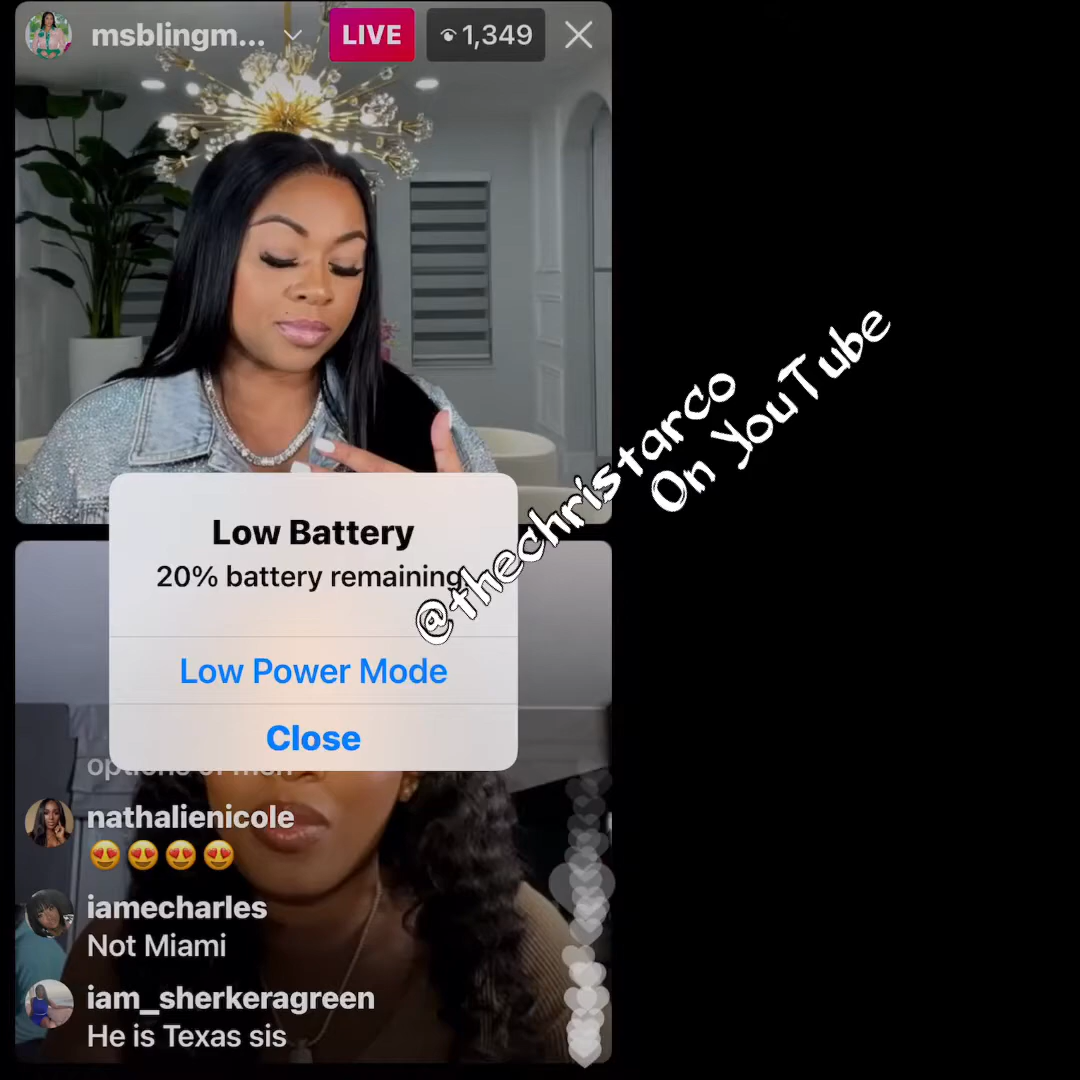 msblingm...
LIVE
1,349
@thechristarco
On YouTube
Low Battery
20% battery remaining.
Low Power Mode
Close
nathalienicole
😍😍😍😍
iamecharles
Not Miami
iam_sherkeragreen
He is Texas sis